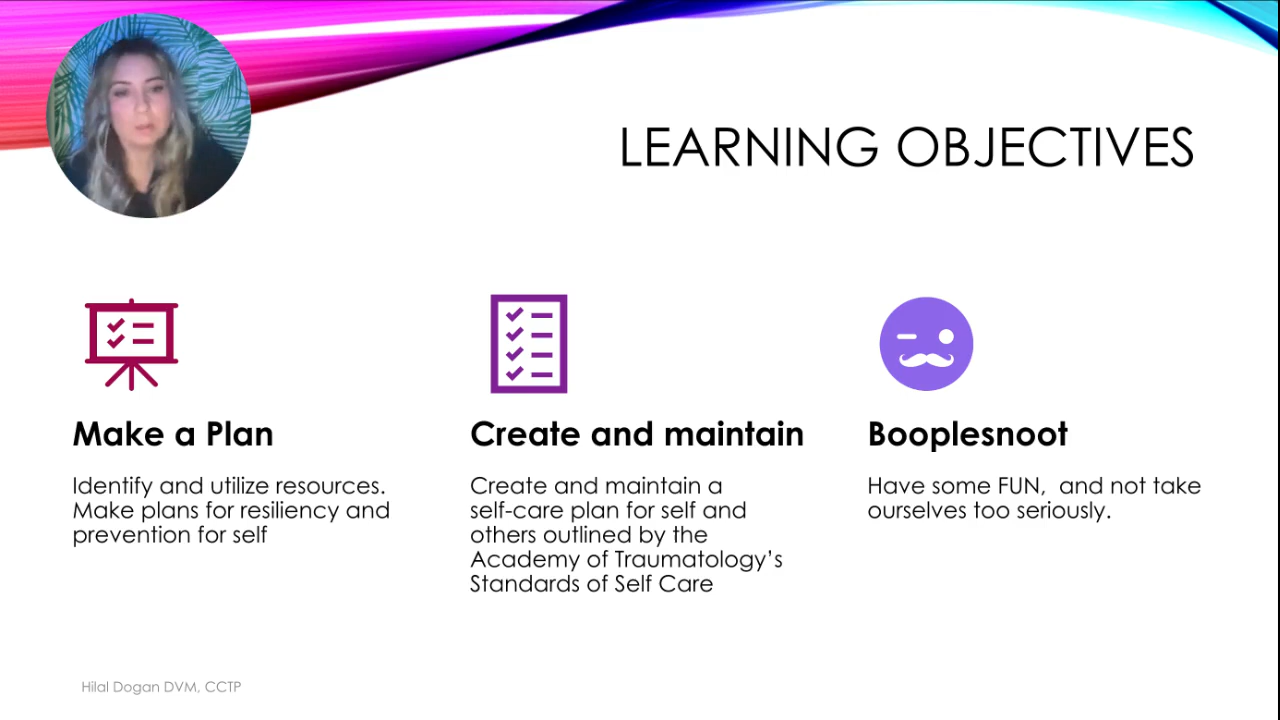 LEARNING OBJECTIVES
Make a Plan
Identify and utilize resources.
Make plans for resiliency and
prevention for self
Create and maintain
Create and maintain a
self-care plan for self and
others outlined by the
Academy of Traumatology’s
Standards of Self Care
Booplesnoot
Have some FUN,  and not take
ourselves too seriously.
Hilal Dogan DVM, CCTP